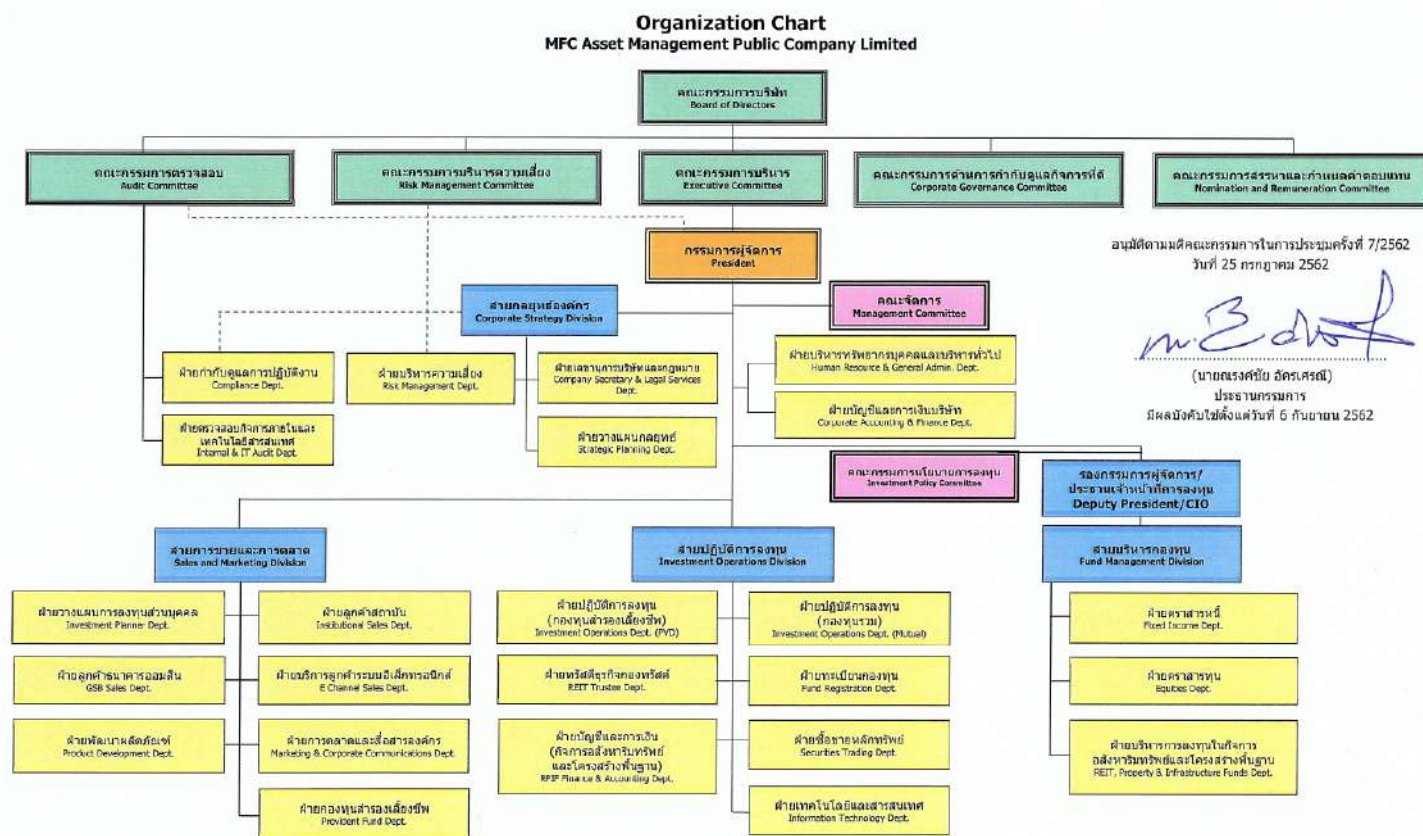 Organization Chart
MFC Asset Management Public Company Limited
คณะกรรมการบริษัท
Board of Directors
คณะกรรมการตรวจสอบ
Audit Committee
คณะกรรมการบริหารความเสี่ยง
Risk Management Committee
คณะกรรมการบริหาร
Executive Committee
คณะกรรมการด้านการกำกับดูแลกิจการที่ดี
Corporate Governance Committee
คณะกรรมการสรรหาและกำหนดค่าตอบแทน
Nomination and Remuneration Committee
กรรมการผู้จัดการ
President
อนุมัติตามมติคณะกรรมการในการประชุมครั้งที่ 7/2562
วันที่ 25 กรกฎาคม 2562
สายกลยุทธ์องค์กร
Corporate Strategy Division
คณะจัดการ
Management Committee
ฝ่ายกำกับดูแลการปฏิบัติงาน
Compliance Dept.
ฝ่ายบริหารความเสี่ยง
Risk Management Dept.
ฝ่ายเลขานุการบริษัทและกฎหมาย
Company Secretary & Legal Services
Dept.
ฝ่ายบริหารทรัพยากรบุคคลและบริหารทั่วไป
Human Resource & General Admin. Dept.
(นายณรงค์ชัย อัครเศรณี)
ประธานกรรมการ
มีผลบังคับใช้ตั้งแต่วันที่ 6 กันยายน 2562
ฝ่ายตรวจสอบกิจการภายในและ
เทคโนโลยีสารสนเทศ
Internal & IT Audit Dept.
ฝ่ายวางแผนกลยุทธ์
Strategic Planning Dept.
ฝ่ายบัญชีและการเงินบริษัท
Corporate Accounting & Finance Dept.
คณะกรรมการนโยบายการลงทุน
Investment Policy Committee
รองกรรมการผู้จัดการ/
ประธานเจ้าหน้าที่การลงทุน
Deputy President/CIO
สายการขายและการตลาด
Sales and Marketing Division
สายปฏิบัติการลงทุน
Investment Operations Division
สายบริหารกองทุน
Fund Management Division
ฝ่ายวางแผนการลงทุนส่วนบุคคล
Investment Planner Dept.
ฝ่ายลูกค้าสถาบัน
Institutional Sales Dept.
ฝ่ายปฏิบัติการลงทุน
(กองทุนสำรองเลี้ยงชีพ)
Investment Operations Dept. (PVD)
ฝ่ายปฏิบัติการลงทุน
(กองทุนรวม)
Investment Operations Dept. (Mutual)
ฝ่ายตราสารหนี้
Fixed Income Dept.
ฝ่ายลูกค้าธนาคารออมสิน
GSB Sales Dept.
ฝ่ายบริการลูกค้าระบบอิเล็กทรอนิกส์
E Channel Sales Dept.
ฝ่ายทรัสตีธุรกิจกองทรัสต์
REIT Trustee Dept.
ฝ่ายทะเบียนกองทุน
Fund Registration Dept.
ฝ่ายตราสารทุน
Equities Dept.
ฝ่ายพัฒนาผลิตภัณฑ์
Product Development Dept.
ฝ่ายการตลาดและสื่อสารองค์กร
Marketing & Corporate Communications Dept.
ฝ่ายบัญชีและการเงิน
(กิจการอสังหาริมทรัพย์
และโครงสร้างพื้นฐาน)
RPIF Finance & Accounting Dept.
ฝ่ายซื้อขายหลักทรัพย์
Securities Trading Dept.
ฝ่ายบริหารการลงทุนในกิจการ
อสังหาริมทรัพย์และโครงสร้างพื้นฐาน
REIT, Property & Infrastructure Funds Dept.
ฝ่ายกองทุนสำรองเลี้ยงชีพ
Provident Fund Dept.
ฝ่ายเทคโนโลยีและสารสนเทศ
Information Technology Dept.